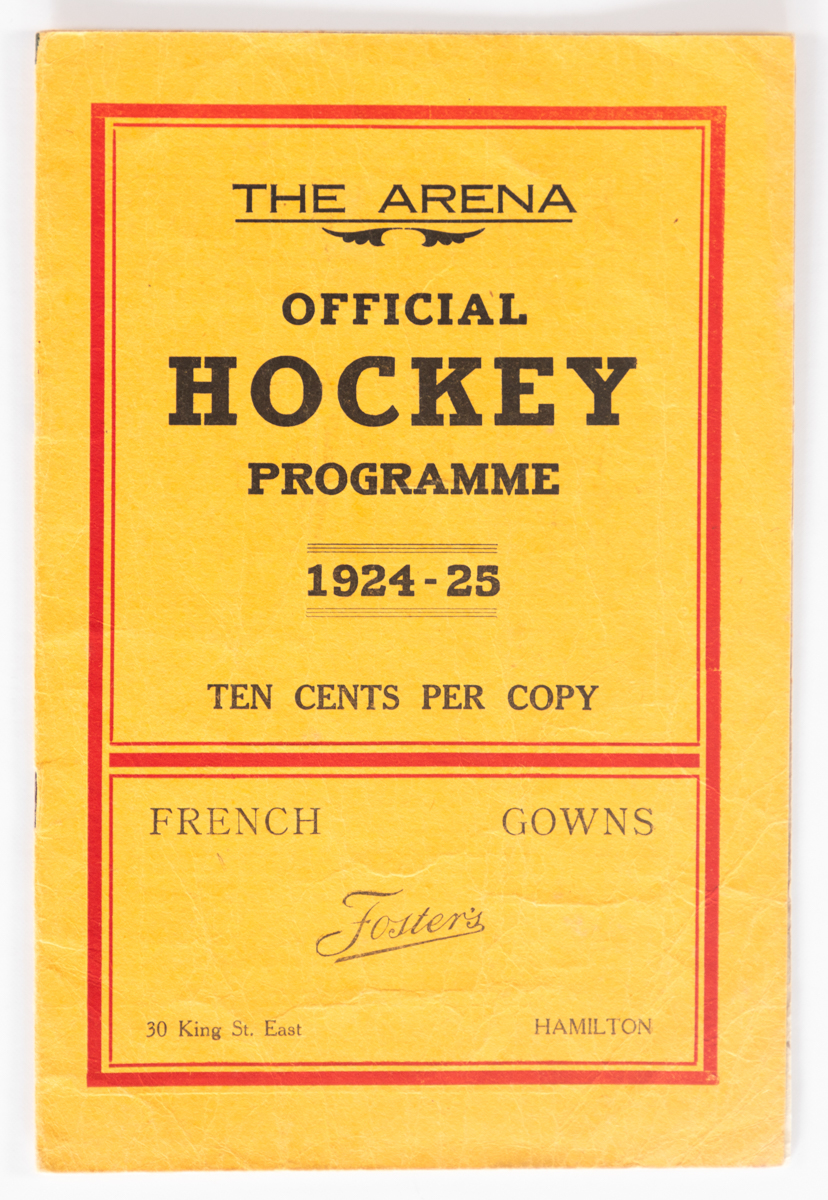 THE ARENA
OFFICIAL
HOCKEY
PROGRAMME
1924-25
TEN CENTS PER COPY
FRENCH GOWNS
Foster's
30 King St. East HAMILTON